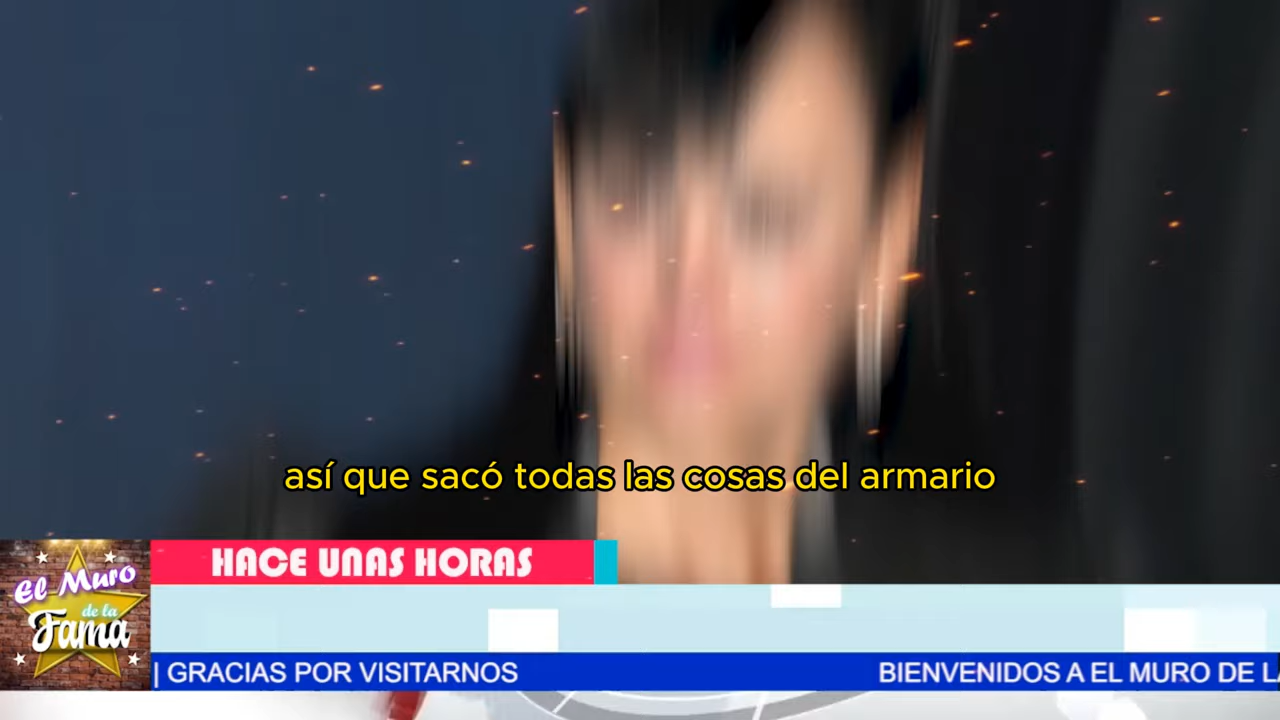 así que sacó todas las cosas del armario
HACE UNAS HORAS
El Muro
de la
Fama
| GRACIAS POR VISITARNOS
BIENVENIDOS A EL MURO DE LA